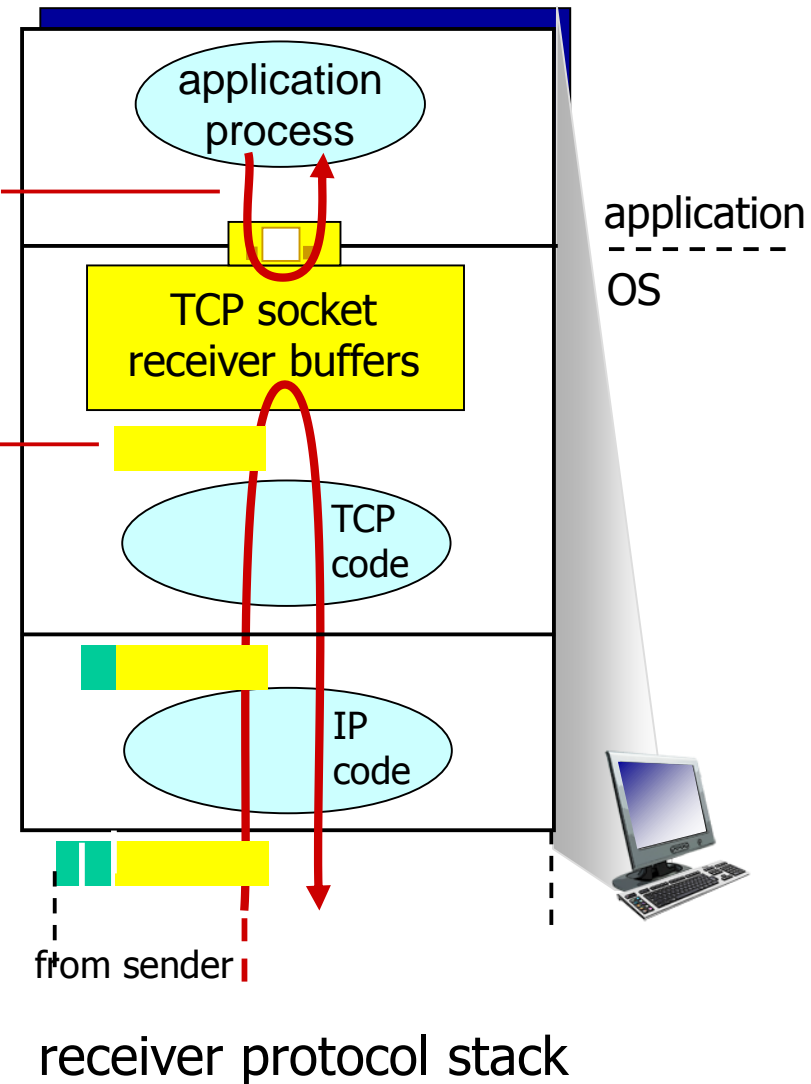 application
process
application
OS
TCP socket
receiver buffers
TCP
code
IP
code
from sender
receiver protocol stack